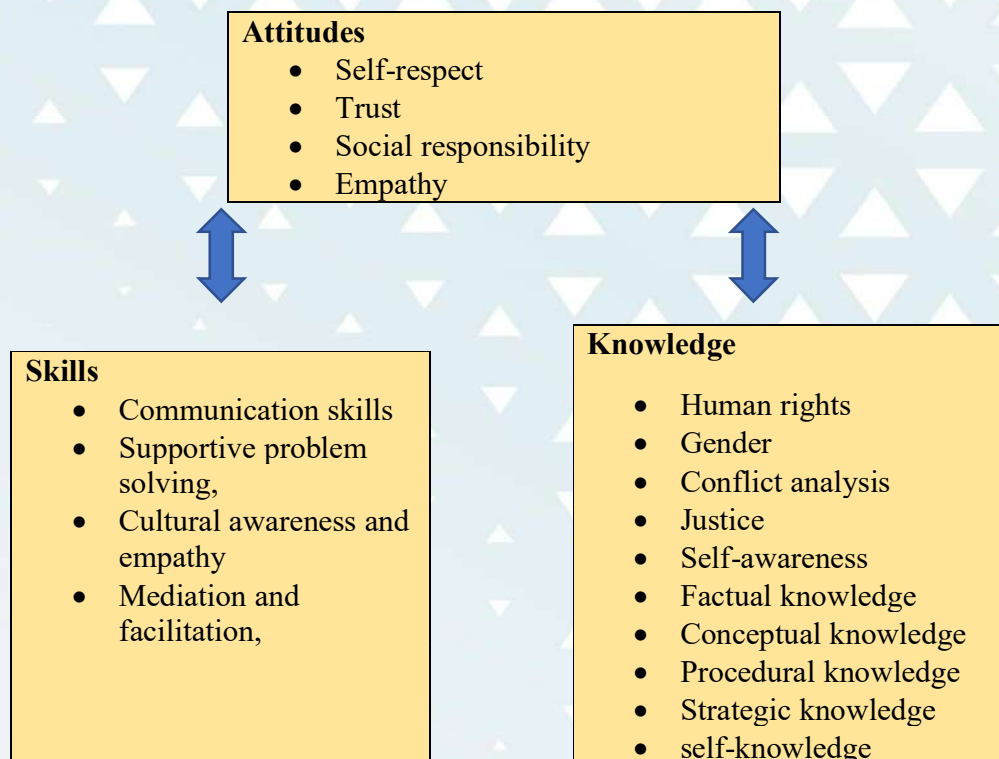 Attitudes
• Self-respect
• Trust
• Social responsibility
• Empathy
Skills
• Communication skills
• Supportive problem
solving,
• Cultural awareness and
empathy
• Mediation and
facilitation,
Knowledge
• Human rights
• Gender
• Conflict analysis
• Justice
• Self-awareness
• Factual knowledge
• Conceptual knowledge
• Procedural knowledge
• Strategic knowledge
• self-knowledge